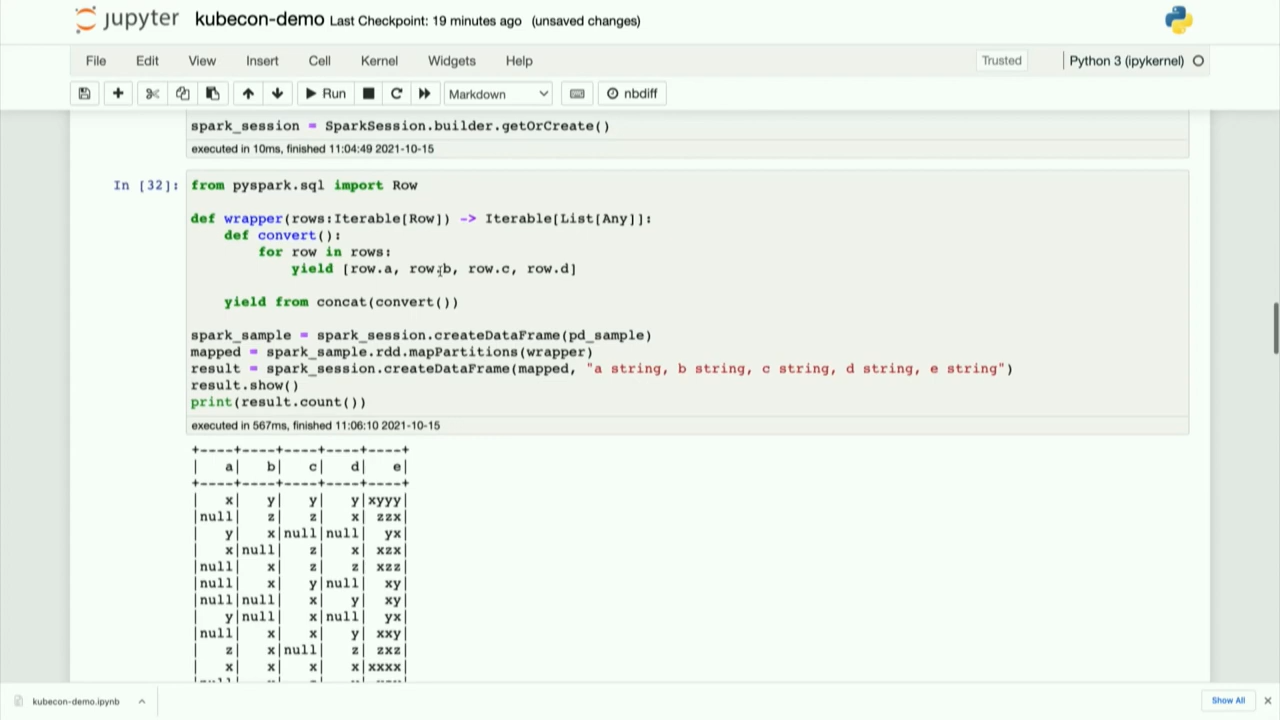 jupyter kubecon-demo Last Checkpoint: 19 minutes ago (unsaved changes)
File Edit View Insert Cell Kernel Widgets Help Trusted Python 3 (ipykernel)
Run Markdown nbdiff
spark_session = SparkSession.builder.getOrCreate()
executed in 10ms, finished 11:04:49 2021-10-15
In [32]: from pyspark.sql import Row
def wrapper(rows:Iterable[Row]) -> Iterable[List[Any]]:
def convert():
for row in rows:
yield [row.a, row.b, row.c, row.d]
yield from concat(convert())
spark_sample = spark_session.createDataFrame(pd_sample)
mapped = spark_sample.rdd.mapPartitions(wrapper)
result = spark_session.createDataFrame(mapped, "a string, b string, c string, d string, e string")
result.show()
print(result.count())
executed in 567ms, finished 11:06:10 2021-10-15
+----+----+----+----+----+
|   a|   b|   c|   d|   e|
+----+----+----+----+----+
|   x|   y|   y|   y|xyyy|
|null|   z|   z|   x| zzx|
|   y|   x|null|null|  yx|
|   x|null|   z|   x| xzx|
|null|   x|   z|   z| xzz|
|null|   x|   y|null|  xy|
|null|null|   x|   y|  xy|
|   y|null|   x|null|  yx|
|null|   x|   x|   y| xxy|
|   z|   x|null|   z| zxz|
|   x|   x|   x|   x|xxxx|
kubecon-demo.ipynb Show All